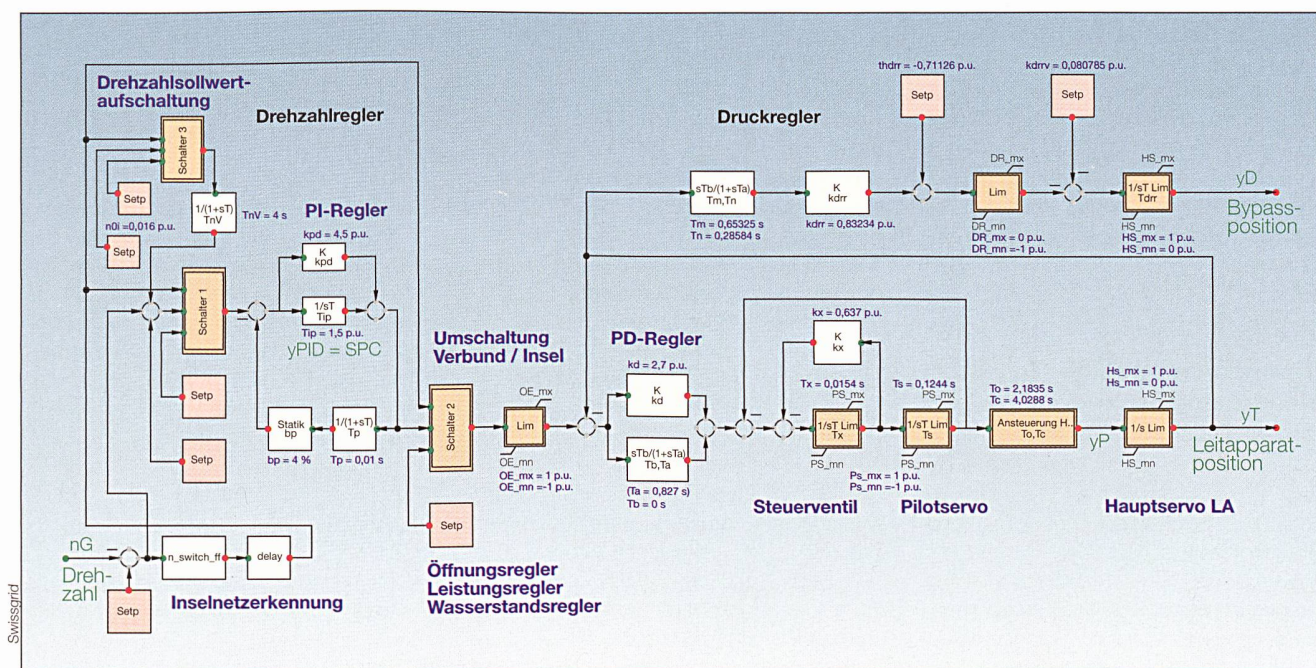 Drehzahlsollwert-
aufschaltung
Drehzahlregler
Schalter 3
Setp
n0i =0,016 p.u.
Setp
1/(1+sT)
TnV
TnV = 4 s
PI-Regler
kpd = 4,5 p.u.
K
kpd
1/sT
Tip
Tip = 1,5 p.u.
yPID = SPC
Schalter 1
Setp
Setp
Statik
bp
bp = 4 %
1/(1+sT)
Tp
Tp = 0,01 s
nG
Dreh-
zahl
Setp
n_switch_ff
delay
Inselnetzerkennung
Umschaltung
Verbund / Insel
Schalter 2
Setp
Öffnungsregler
Leistungsregler
Wasserstandsregler
OE_mx
Lim
OE_mn
OE_mx = 1 p.u.
OE_mn =-1 p.u.
PD-Regler
kd = 2,7 p.u.
K
kd
sTb/(1+sTa)
Tb,Ta
(Ta = 0,827 s)
Tb = 0 s
kx = 0,637 p.u.
K
kx
Tx = 0,0154 s
PS_mx
1/sT Lim
Tx
PS_mn
Ts = 0,1244 s
PS_mx
1/sT Lim
Ts
PS_mn
Ps_mx = 1 p.u.
Ps_mn =-1 p.u.
Steuerventil
Pilotservo
To = 2,1835 s
Tc = 4,0288 s
Ansteuerung H..
To,Tc
yP
Hs_mx = 1 p.u.
Hs_mn = 0 p.u.
HS_mx
1/s Lim
HS_mn
Hauptservo LA
yT
Leitapparat-
position
Druckregler
thdrr = -0,71126 p.u.
Setp
kdrrv = 0,080785 p.u.
Setp
sTb/(1+sTa)
Tm,Tn
Tm = 0,65325 s
Tn = 0,28584 s
K
kdrr
kdrr = 0,83234 p.u.
DR_mx
Lim
DR_mn
DR_mx = 0 p.u.
DR_mn =-1 p.u.
HS_mx
1/sT Lim
Tdrr
HS_mn
HS_mx = 1 p.u.
HS_mn = 0 p.u.
yD
Bypass-
position
Swissgrid